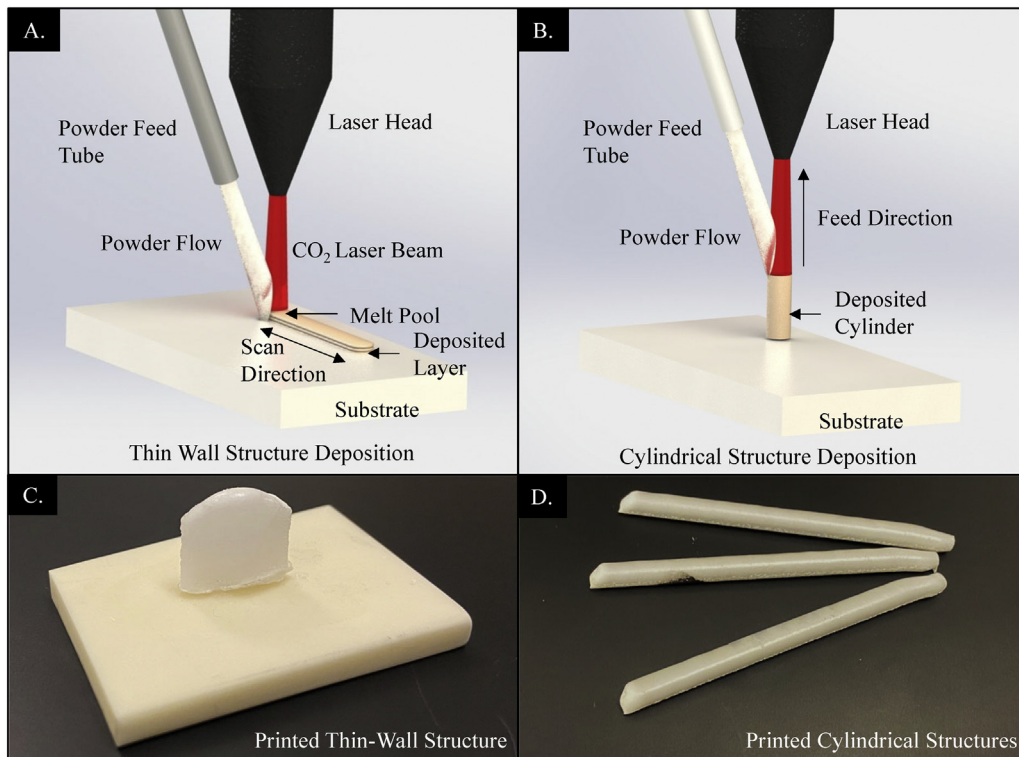 A.
Powder Feed
Tube
Laser Head
Powder Flow
CO₂ Laser Beam
Melt Pool
Scan
Direction
Deposited
Layer
Substrate
Thin Wall Structure Deposition
B.
Powder Feed
Tube
Laser Head
Feed Direction
Powder Flow
Deposited
Cylinder
Substrate
Cylindrical Structure Deposition
C.
Printed Thin-Wall Structure
D.
Printed Cylindrical Structures